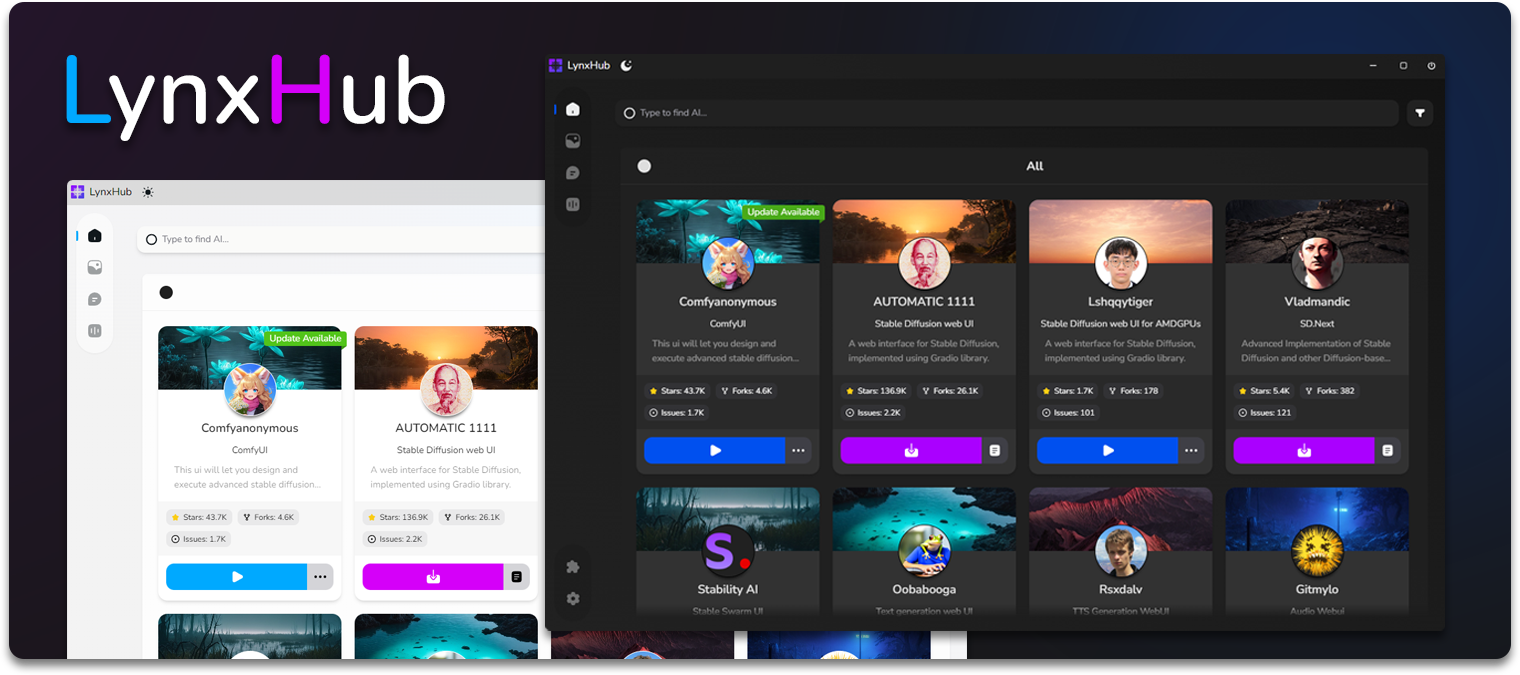 LynxHub
LynxHub
Type to find AI...
Update Available
Comfyanonymous
ComfyUI
This ui will let you design and
execute advanced stable diffusion...
Stars: 43.7K
Forks: 4.6K
Issues: 1.7K
AUTOMATIC 1111
Stable Diffusion web UI
A web interface for Stable Diffusion,
implemented using Gradio library.
Stars: 136.9K
Forks: 26.1K
Issues: 2.2K
LynxHub
Type to find AI...
All
Update Available
Comfyanonymous
ComfyUI
This ui will let you design and
execute advanced stable diffusion...
Stars: 43.7K
Forks: 4.6K
Issues: 1.7K
AUTOMATIC 1111
Stable Diffusion web UI
A web interface for Stable Diffusion,
implemented using Gradio library.
Stars: 136.9K
Forks: 26.1K
Issues: 2.2K
Lshqqytiger
Stable Diffusion web UI for AMDGPUs
A web interface for Stable Diffusion,
implemented using Gradio library.
Stars: 1.7K
Forks: 178
Issues: 101
Vladmandic
SD.Next
Advanced Implementation of Stable
Diffusion and other Diffusion-base...
Stars: 5.4K
Forks: 382
Issues: 121
S.
Stability AI
Stable Swarm UI
Oobabooga
Text generation web UI
Rsxdalv
TTS Generation WebUI
Gitmylo
Audio Webui